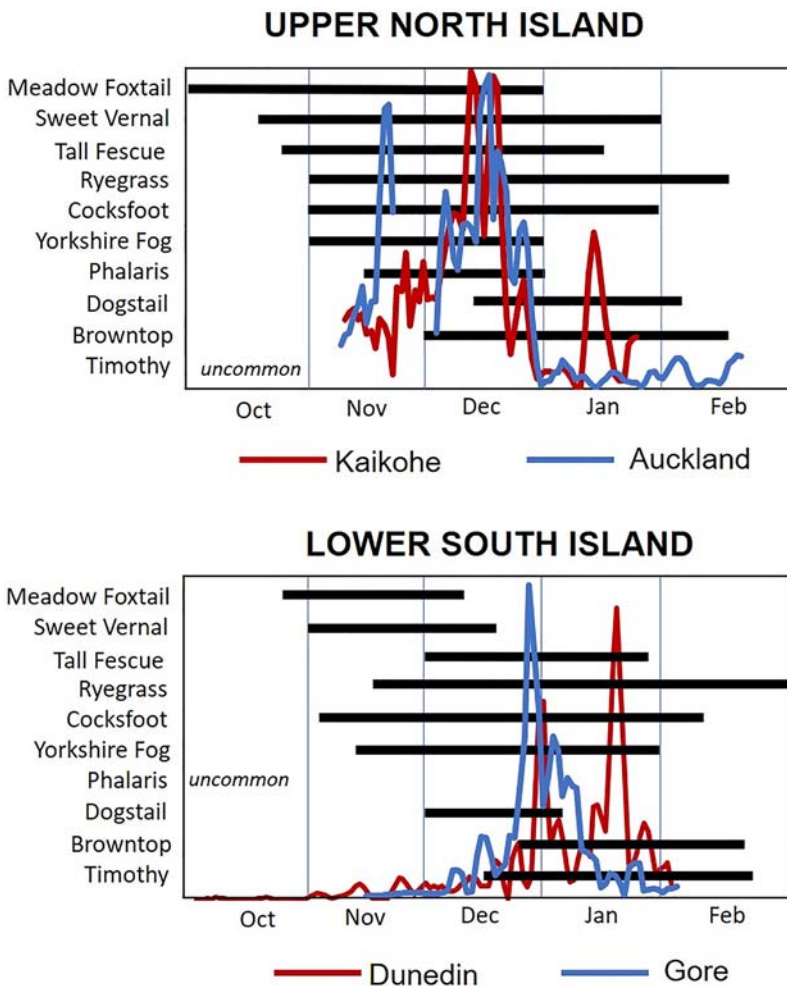 UPPER NORTH ISLAND
Meadow Foxtail
Sweet Vernal
Tall Fescue
Ryegrass
Cocksfoot
Yorkshire Fog
Phalaris
Dogstail
Browntop
Timothy uncommon
Oct Nov Dec Jan Feb
Kaikohe Auckland
LOWER SOUTH ISLAND
Meadow Foxtail
Sweet Vernal
Tall Fescue
Ryegrass
Cocksfoot
Yorkshire Fog
Phalaris uncommon
Dogstail
Browntop
Timothy
Oct Nov Dec Jan Feb
Dunedin Gore